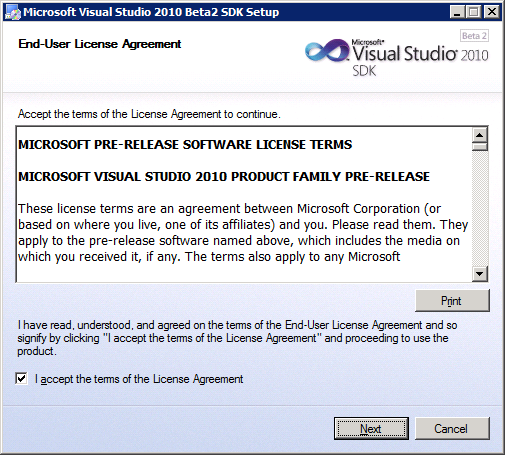 Microsoft Visual Studio 2010 Beta2 SDK Setup
End-User License Agreement
Beta 2
Microsoft®
Visual Studio® 2010
SDK
Accept the terms of the License Agreement to continue.
MICROSOFT PRE-RELEASE SOFTWARE LICENSE TERMS
MICROSOFT VISUAL STUDIO 2010 PRODUCT FAMILY PRE-RELEASE
These license terms are an agreement between Microsoft Corporation (or
based on where you live, one of its affiliates) and you. Please read them. They
apply to the pre-release software named above, which includes the media on
which you received it, if any. The terms also apply to any Microsoft
Print
I have read, understood, and agreed on the terms of the End-User License Agreement and so
signify by clicking "I accept the terms of the License Agreement" and proceeding to use the
product.
I accept the terms of the License Agreement
Next
Cancel